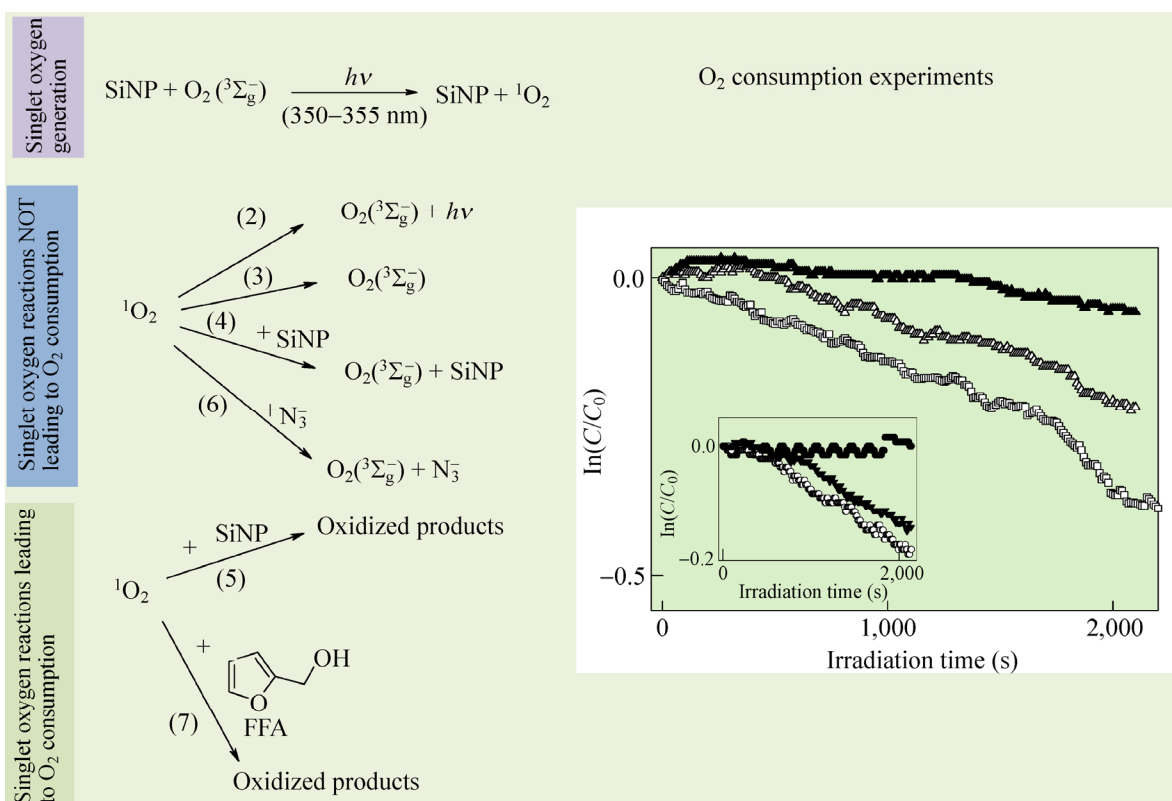 Singlet oxygen
generation
SiNP + O₂ (³Σg⁻) hν SiNP + ¹O₂
(350–355 nm)
O₂ consumption experiments
Singlet oxygen reactions NOT
leading to O₂ consumption
¹O₂
(2)
O₂(³Σg⁻) + hν
(3)
O₂(³Σg⁻)
(4)
+ SiNP
O₂(³Σg⁻) + SiNP
(6)
N₃⁻
O₂(³Σg⁻) + N₃⁻
Singlet oxygen reactions leading
to O₂ consumption
¹O₂
+ SiNP
(5)
Oxidized products
+
OH
O
FFA
(7)
Oxidized products
ln(C/C₀)
0.0
−0.5
0 1,000 2,000
Irradiation time (s)
ln(C/C₀)
0.0
−0.2
0 2,000
Irradiation time (s)